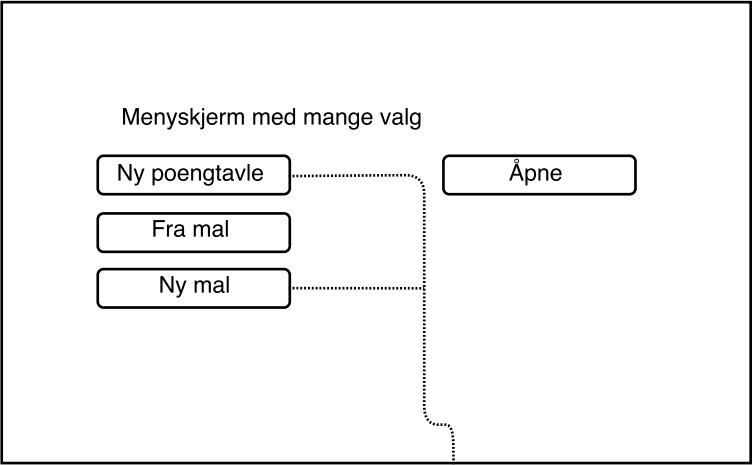 Menyskjerm med mange valg
Ny poengtavle
Åpne
Fra mal
Ny mal